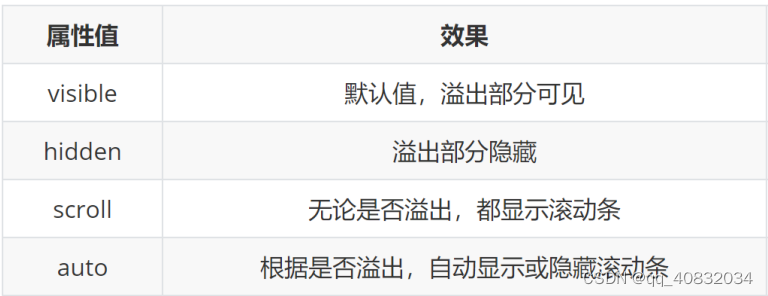 属性值 效果
visible 默认值，溢出部分可见
hidden 溢出部分隐藏
scroll 无论是否溢出，都显示滚动条
auto 根据是否溢出，自动显示或隐藏滚动条
CSDN @qq_40832034